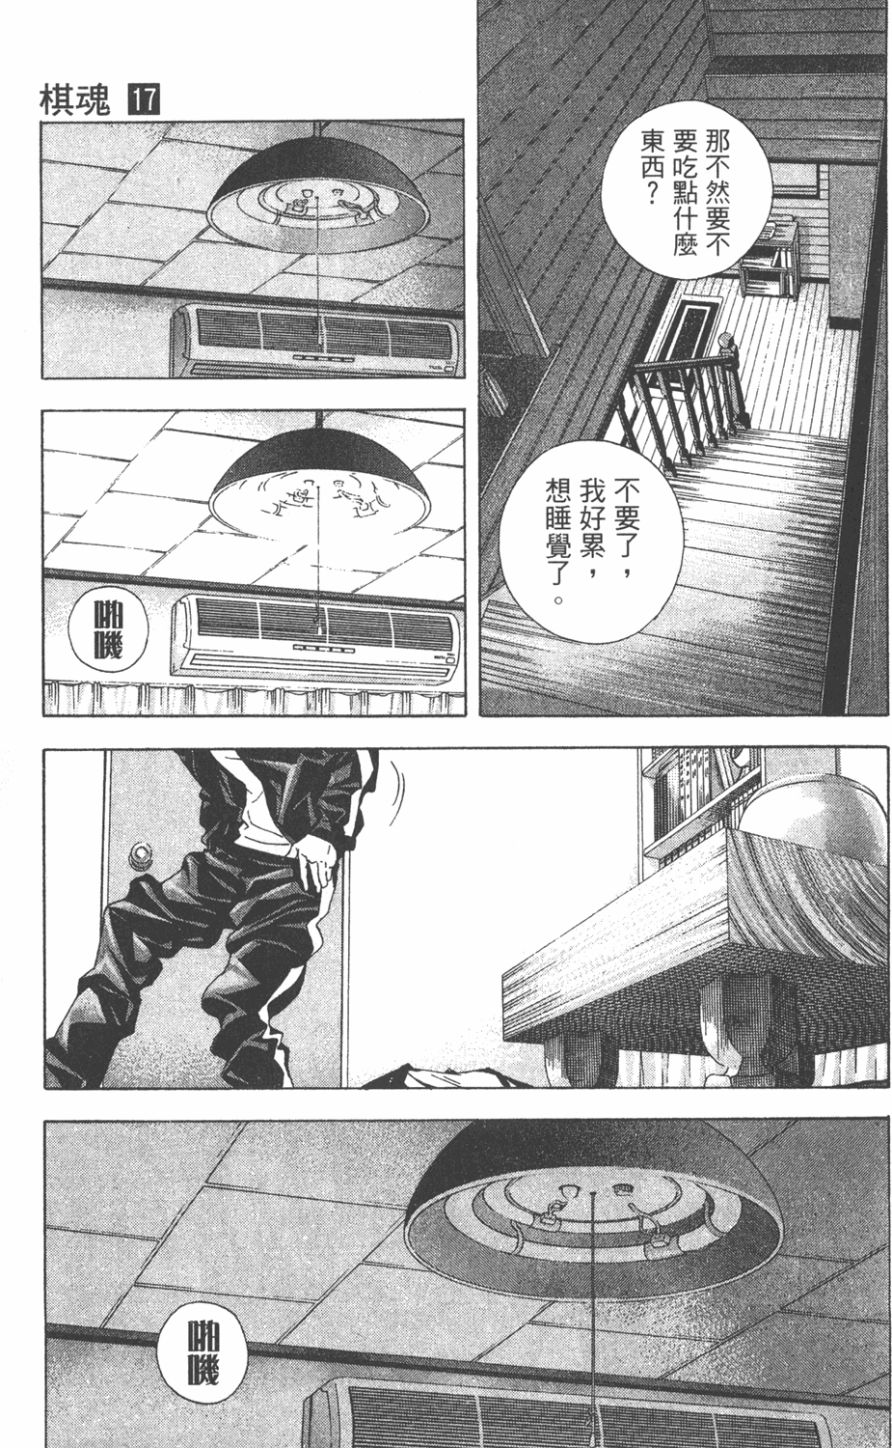 棋魂 17
那不然要不
要吃點什麼
東西？
不要了，
我好累，
想睡覺了。
啪嘰
啪嘰